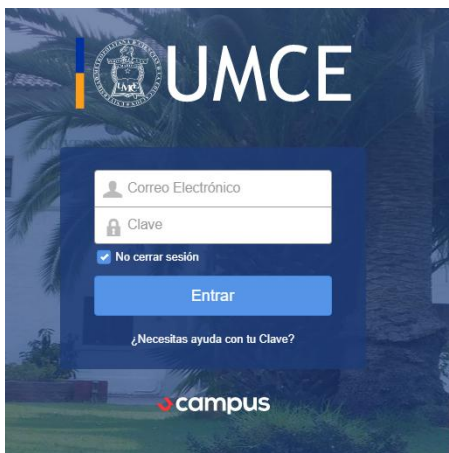 UMCE
Correo Electrónico
Clave
No cerrar sesión
Entrar
¿Necesitas ayuda con tu Clave?
campus